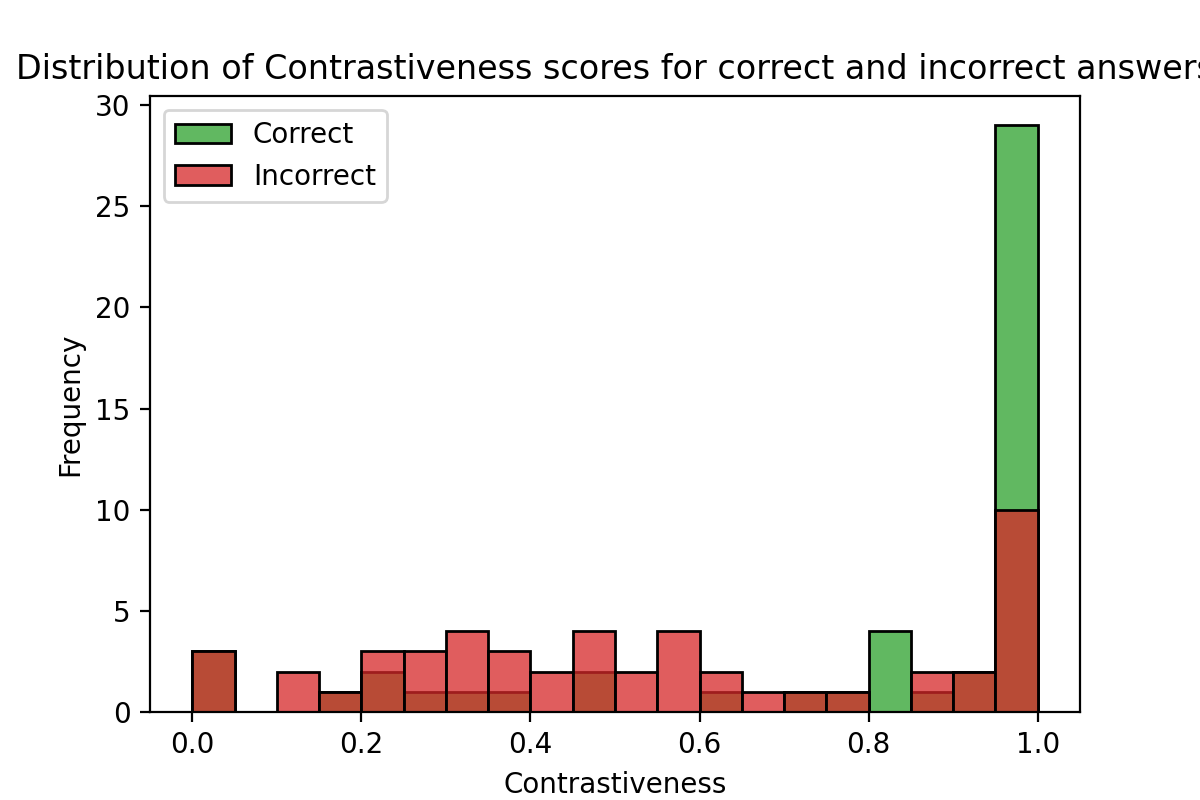 Distribution of Contrastiveness scores for correct and incorrect answers
30
25
20
15
10
5
0
Frequency
Correct
Incorrect
0.0 0.2 0.4 0.6 0.8 1.0
Contrastiveness